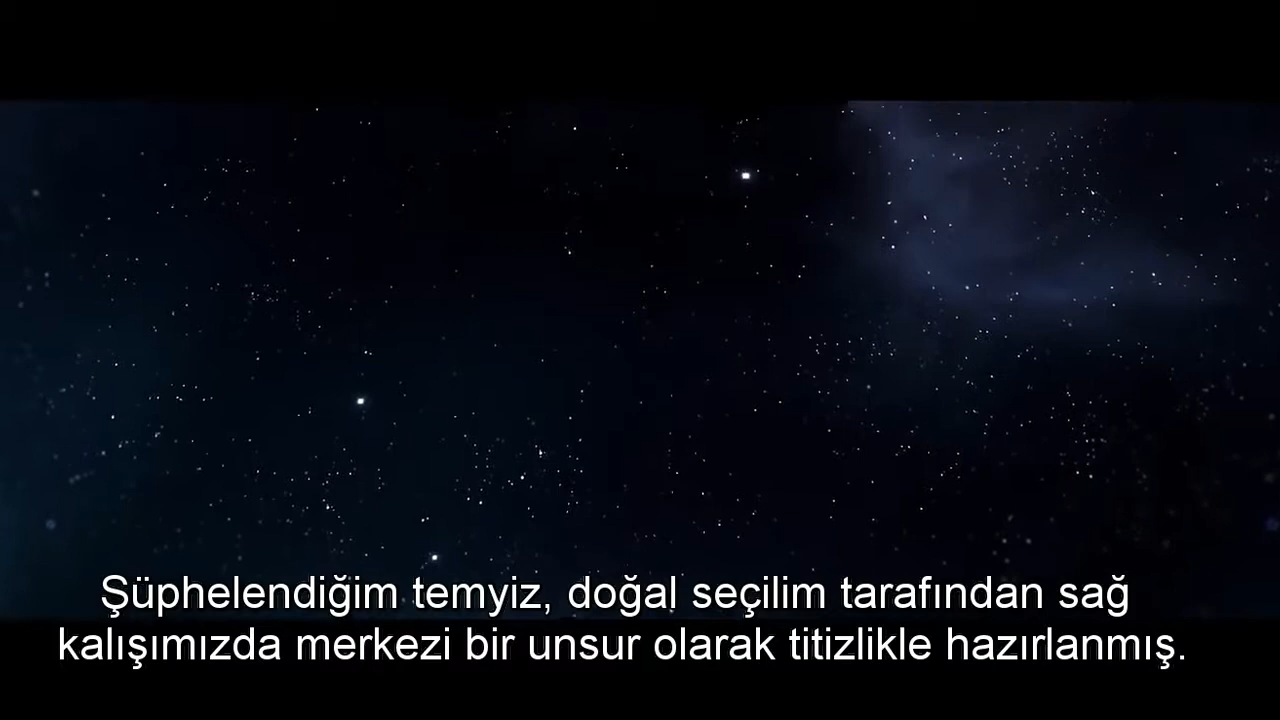 Şüphelendiğim temyiz, doğal seçilim tarafından sağ
kalışımızda merkezi bir unsur olarak titizlikle hazırlanmış.